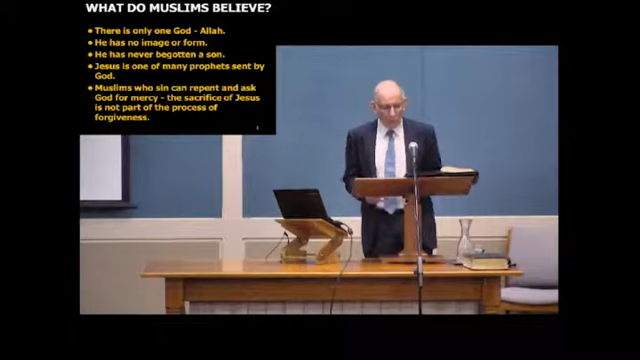 WHAT DO MUSLIMS BELIEVE?
• There is only one God - Allah.
• He has no image or form.
• He has never begotten a son.
• Jesus is one of many prophets sent by
God.
• Muslims who sin can repent and ask
God for mercy - the sacrifice of Jesus
is not part of the process of
forgiveness.